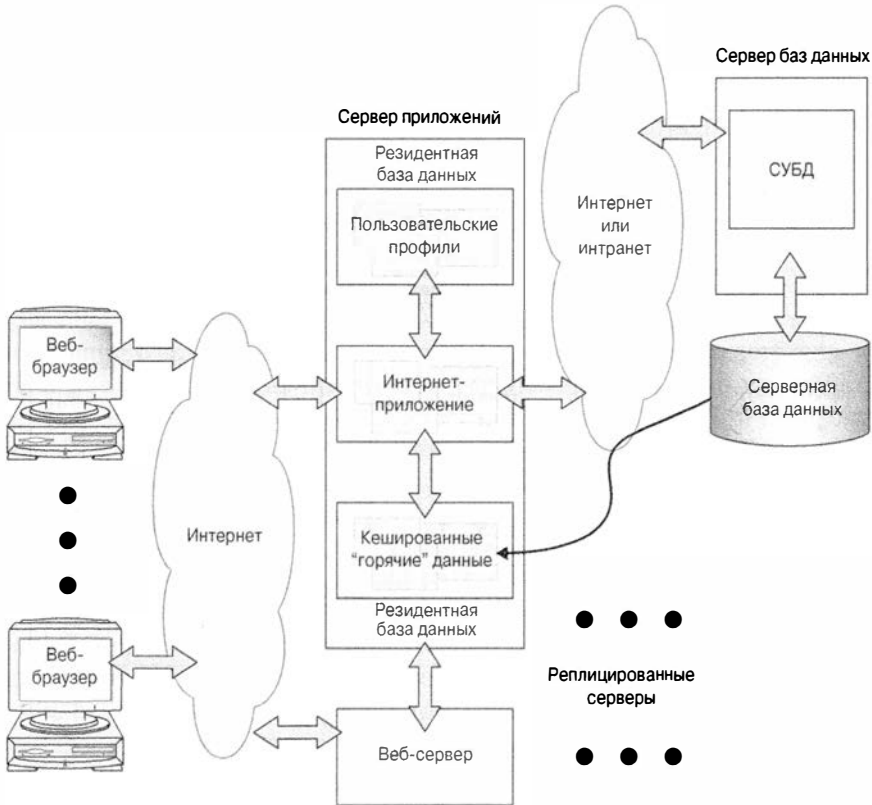 Сервер баз данных
СУБД
Сервер приложений
Резидентная
база данных
Пользовательские
профили
Интернет
или
интранет
Веб-
браузер
Интернет-
приложение
Серверная
база данных
Интернет
Кешированные
"горячие" данные
Резидентная
база данных
Веб-
браузер
Реплицированные
серверы
Веб-сервер